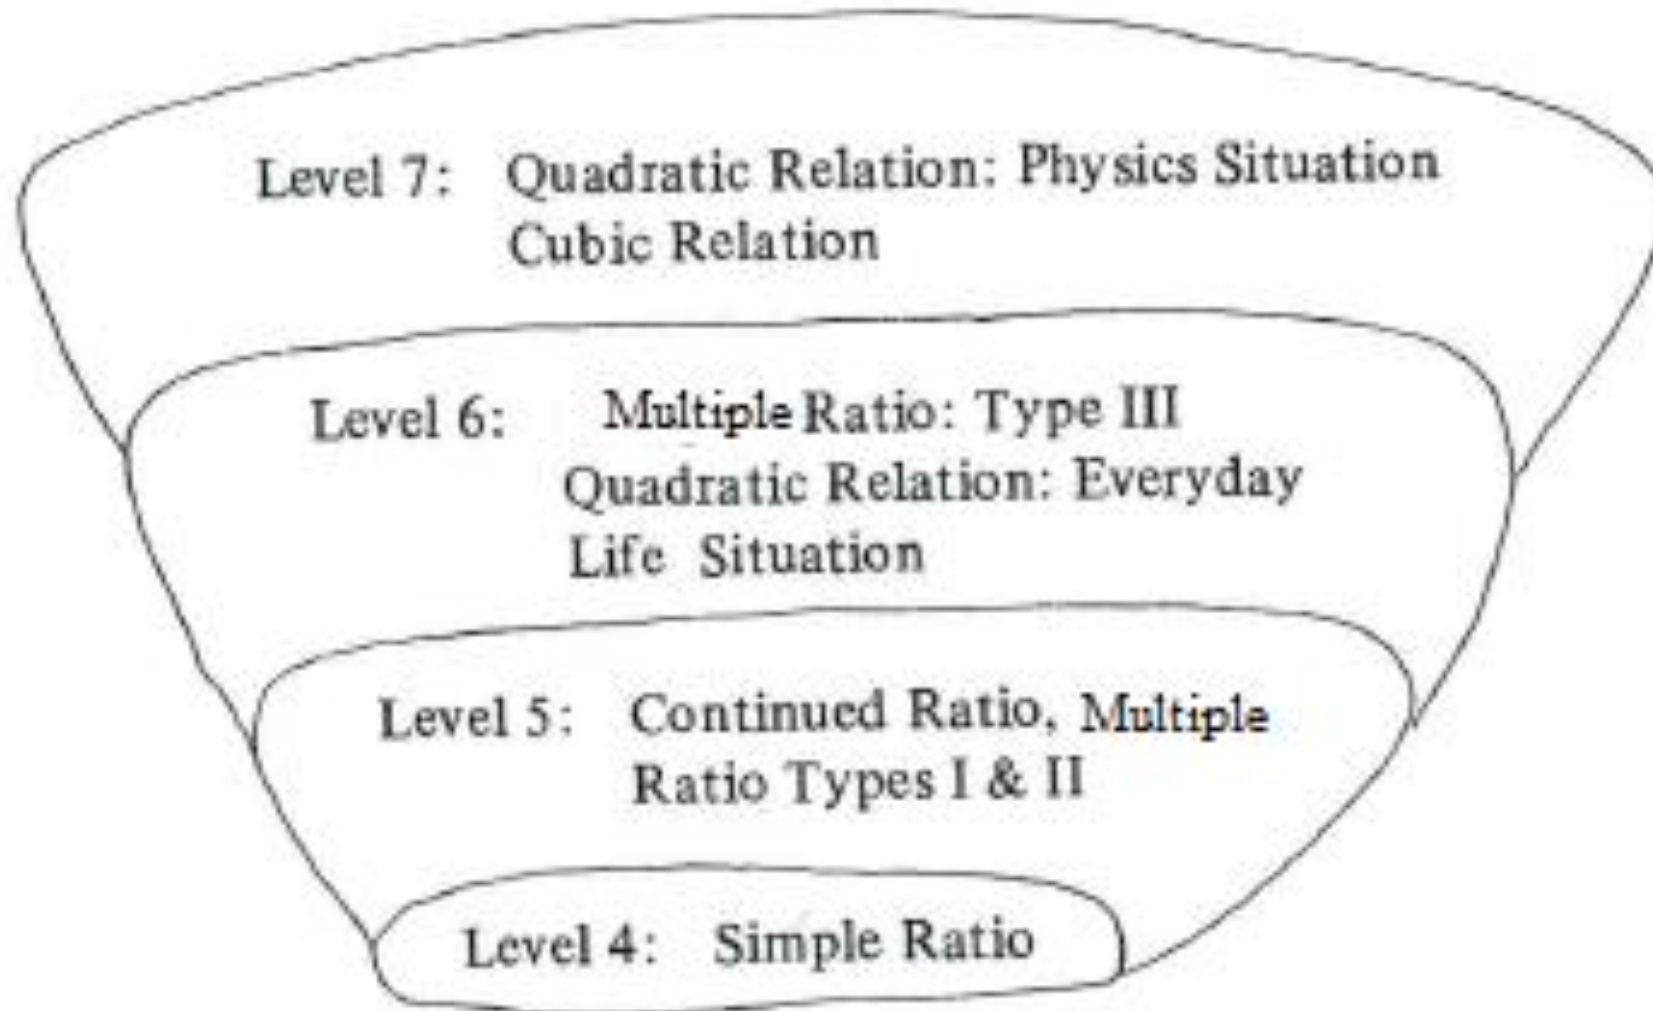 Level 7: Quadratic Relation: Physics Situation
Cubic Relation
Level 6: Multiple Ratio: Type III
Quadratic Relation: Everyday
Life Situation
Level 5: Continued Ratio, Multiple
Ratio Types I & II
Level 4: Simple Ratio